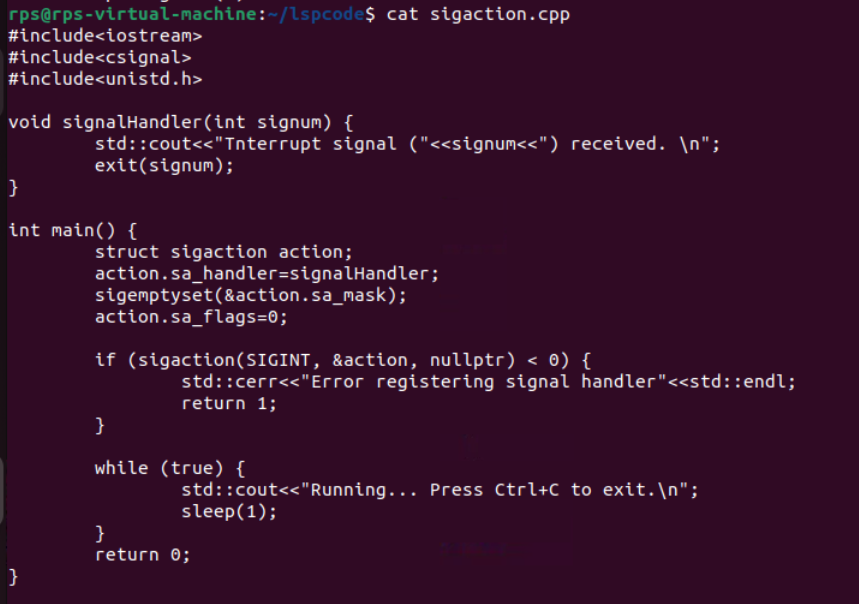 rps@rps-virtual-machine:~/lspcode$ cat sigaction.cpp
#include<iostream>
#include<csignal>
#include<unistd.h>

void signalHandler(int signum) {
        std::cout<<"Tnterrupt signal ("<<signum<<") received. \n";
        exit(signum);
}

int main() {
        struct sigaction action;
        action.sa_handler=signalHandler;
        sigemptyset(&action.sa_mask);
        action.sa_flags=0;

        if (sigaction(SIGINT, &action, nullptr) < 0) {
                std::cerr<<"Error registering signal handler"<<std::endl;
                return 1;
        }

        while (true) {
                std::cout<<"Running... Press Ctrl+C to exit.\n";
                sleep(1);
        }
        return 0;
}